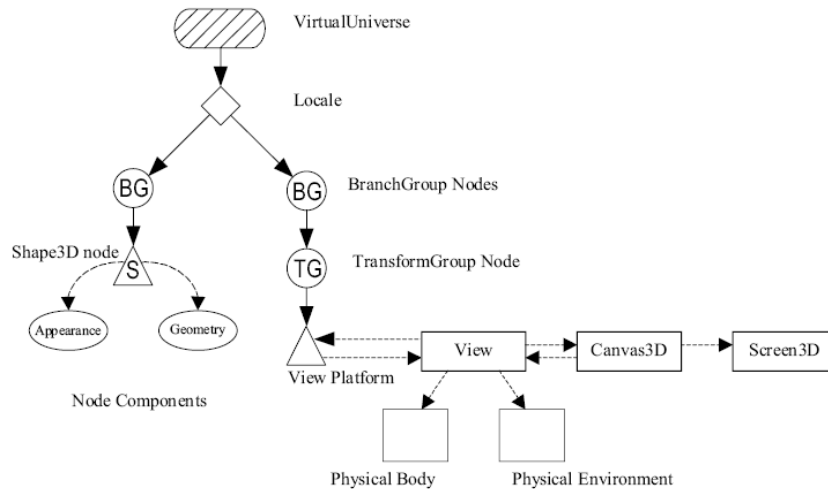 VirtualUniverse
Locale
BG
BG
BranchGroup Nodes
Shape3D node
S
TG
TransformGroup Node
Appearance
Geometry
View
Canvas3D
Screen3D
View Platform
Node Components
Physical Body
Physical Environment